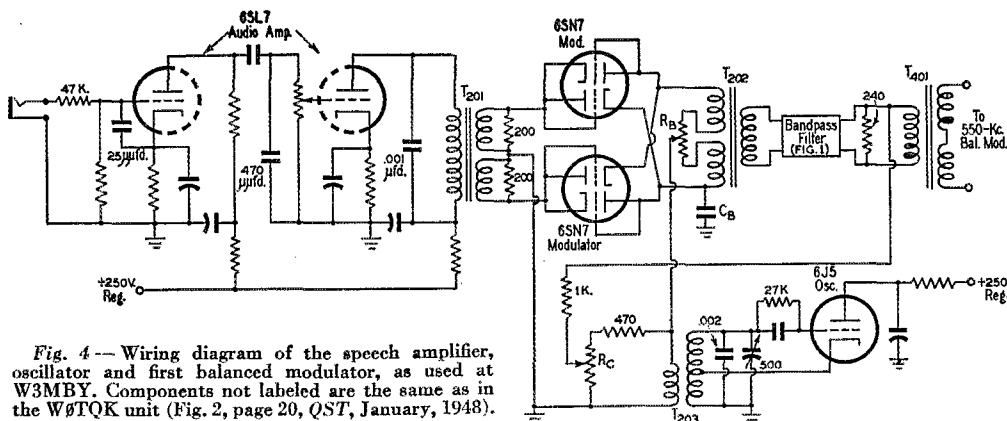 6SL7
Audio Amp.
47 K.
25μμfd.
470
μμfd.
.001
μfd.
+250V.
Reg.
T201
200
200
6SN7
Mod.
6SN7
Modulator
RB
CB
T202
Bandpass
Filter
(FIG. 1)
240
T401
To
550-Kc.
Bal. Mod.
1K.
470
RC
T203
.002
500
27K
6J5
Osc.
+250
Reg.
Fig. 4 — Wiring diagram of the speech amplifier,
oscillator and first balanced modulator, as used at
W3MBY. Components not labeled are the same as in
the WØTQK unit (Fig. 2, page 20, QST, January, 1948).